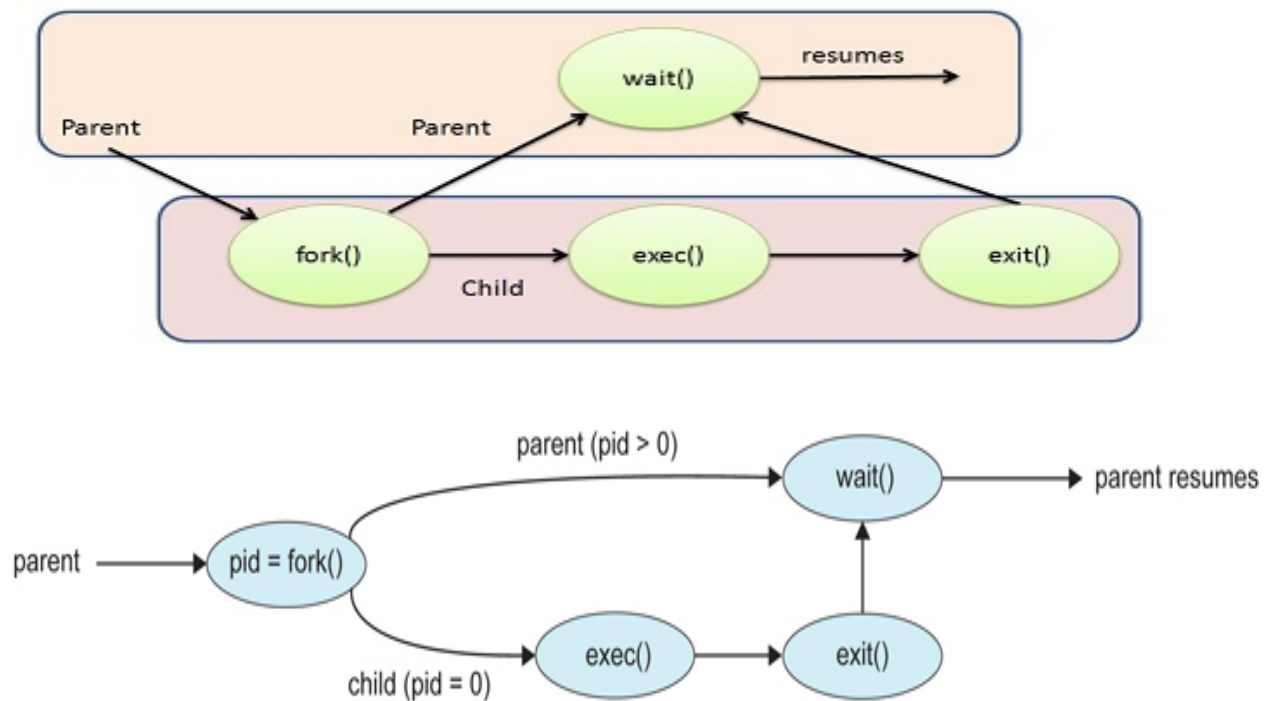 resumes
wait()
Parent
Parent
fork()
exec()
exit()
Child
parent (pid > 0)
wait()
parent resumes
parent
pid = fork()
exec()
exit()
child (pid = 0)